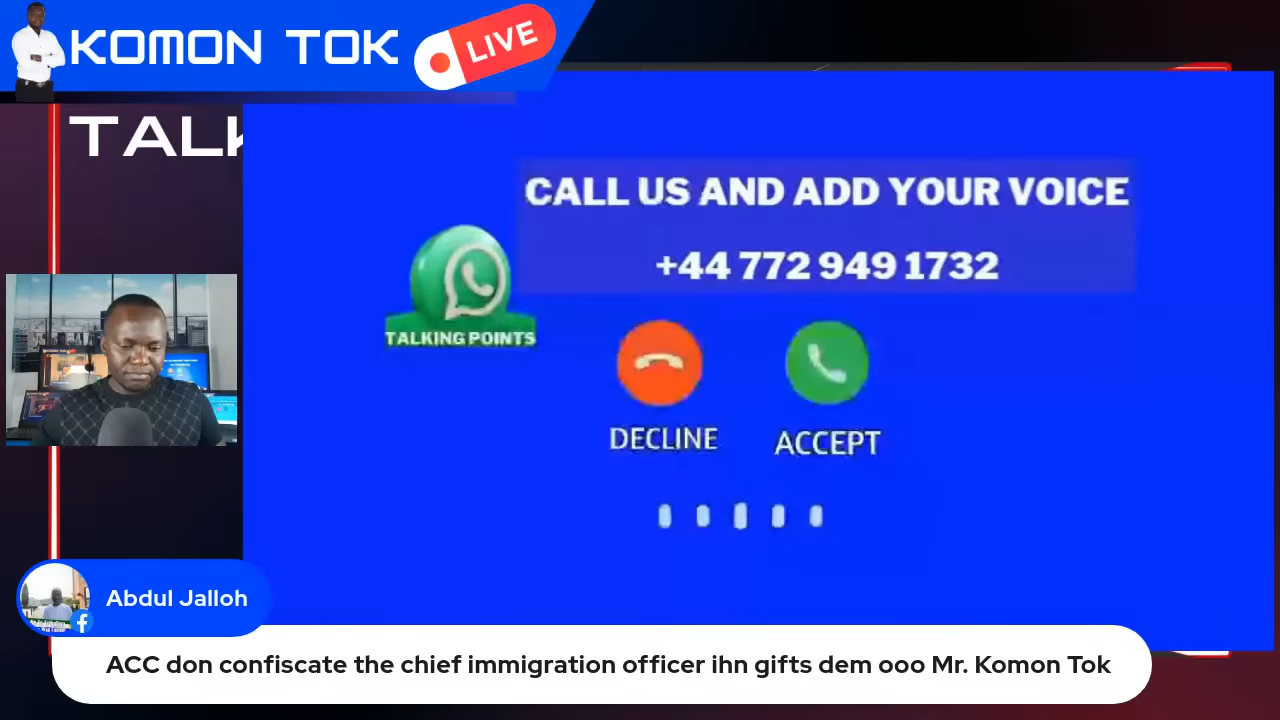 KOMON TOK
LIVE
TALK
CALL US AND ADD YOUR VOICE
+44 772 949 1732
TALKING POINTS
DECLINE
ACCEPT
Abdul Jalloh
ACC don confiscate the chief immigration officer ihn gifts dem ooo Mr. Komon Tok